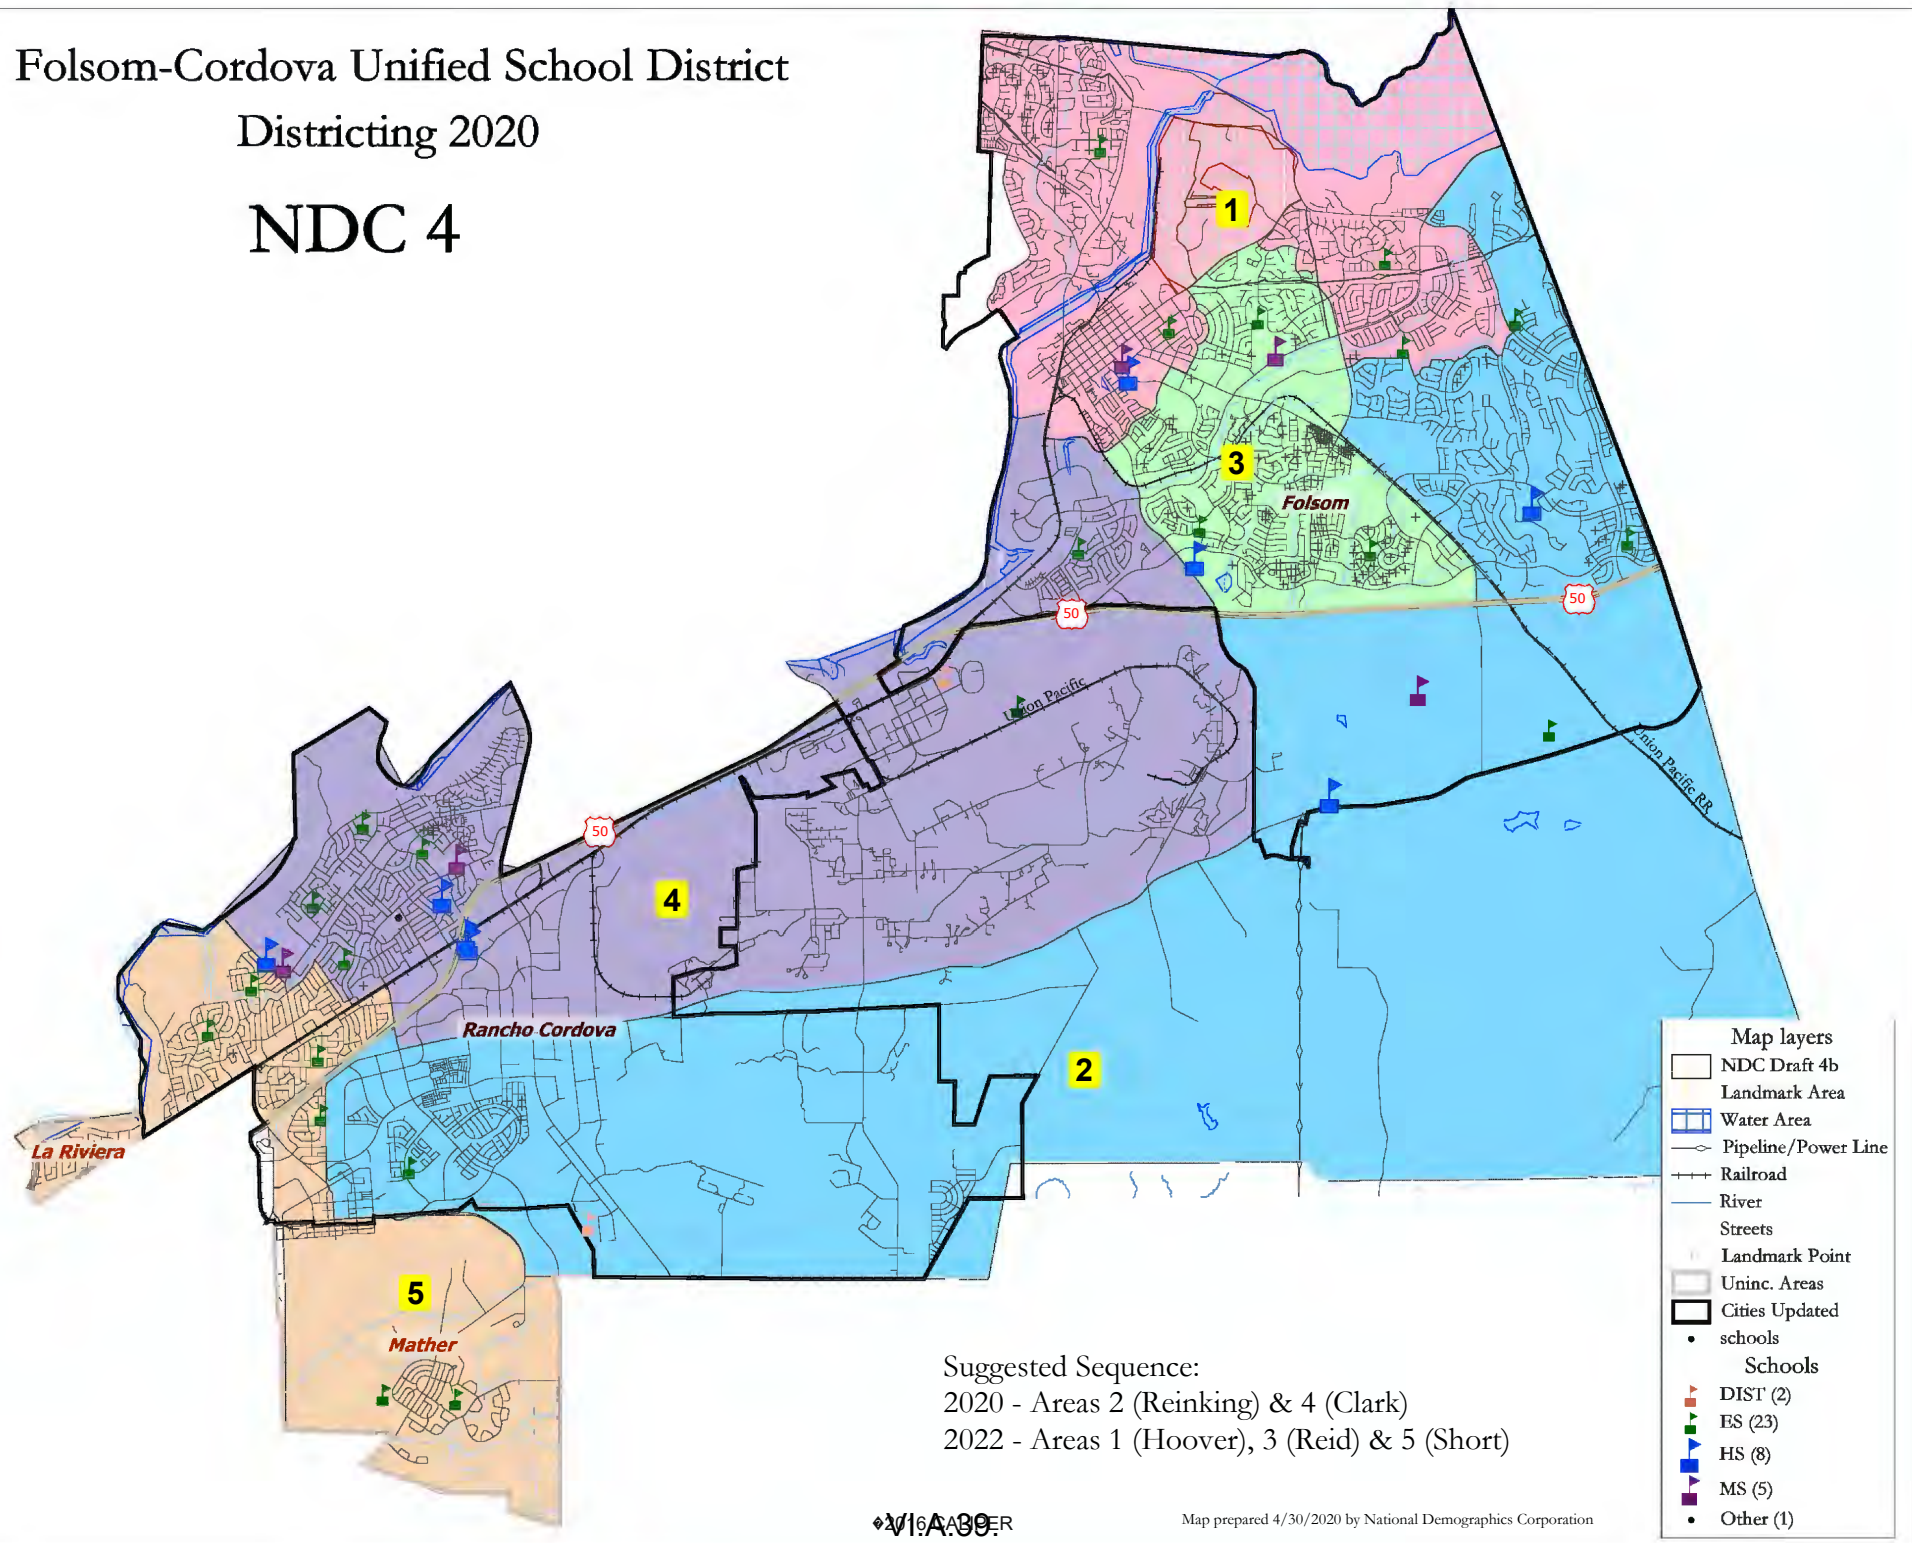 Folsom-Cordova Unified School District
Districting 2020
NDC 4
1
3
Folsom
50
50
Union Pacific
Union Pacific RR
50
4
Rancho Cordova
2
La Riviera
5
Mather
Map layers
NDC Draft 4b
Landmark Area
Water Area
Pipeline/Power Line
Railroad
River
Streets
Landmark Point
Uninc. Areas
Cities Updated
schools
Schools
DIST (2)
ES (23)
HS (8)
MS (5)
Other (1)
Suggested Sequence:
2020 - Areas 2 (Reinking) & 4 (Clark)
2022 - Areas 1 (Hoover), 3 (Reid) & 5 (Short)
�2016 CALIPER
VI.A.39.
Map prepared 4/30/2020 by National Demographics Corporation